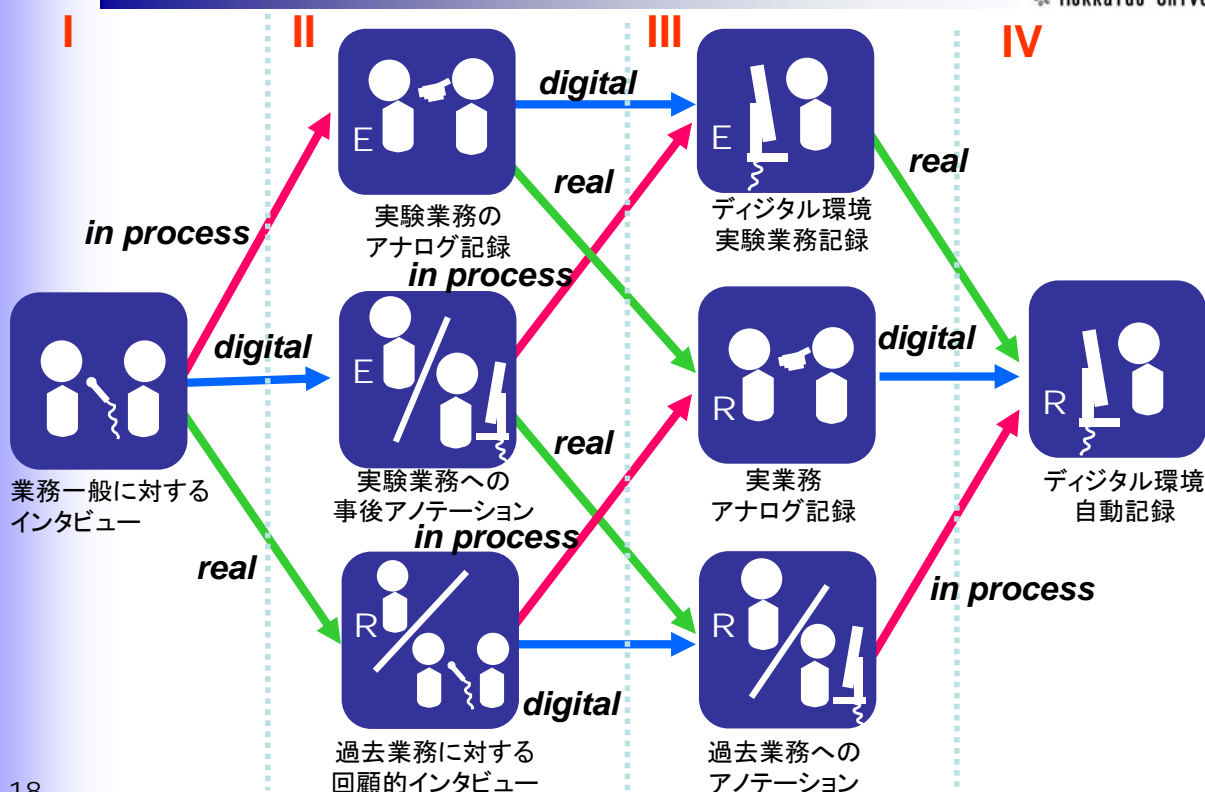 Hokkaido Unive
I
II
III
IV
E
実験業務の
アナログ記録
digital
E
ディジタル環境
実験業務記録
in process
real
real
in process
業務一般に対する
インタビュー
digital
E
実験業務への
事後アノテーション
R
実業務
アナログ記録
digital
R
ディジタル環境
自動記録
real
real
in process
R
過去業務に対する
回顧的インタビュー
digital
R
過去業務への
アノテーション
in process
18